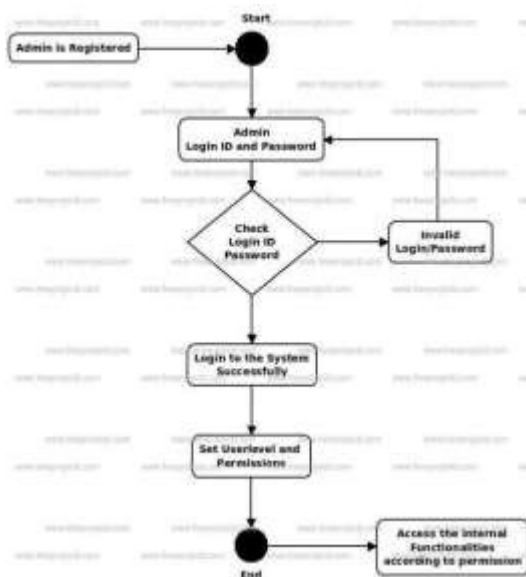 Start
Admin is Registered
Admin
Login ID and Password
Check
Login ID
Password
Invalid
Login/Password
Login to the System
Successfully
Set Userlevel and
Permissions
End
Access the Internal
Functionalities
according to permission